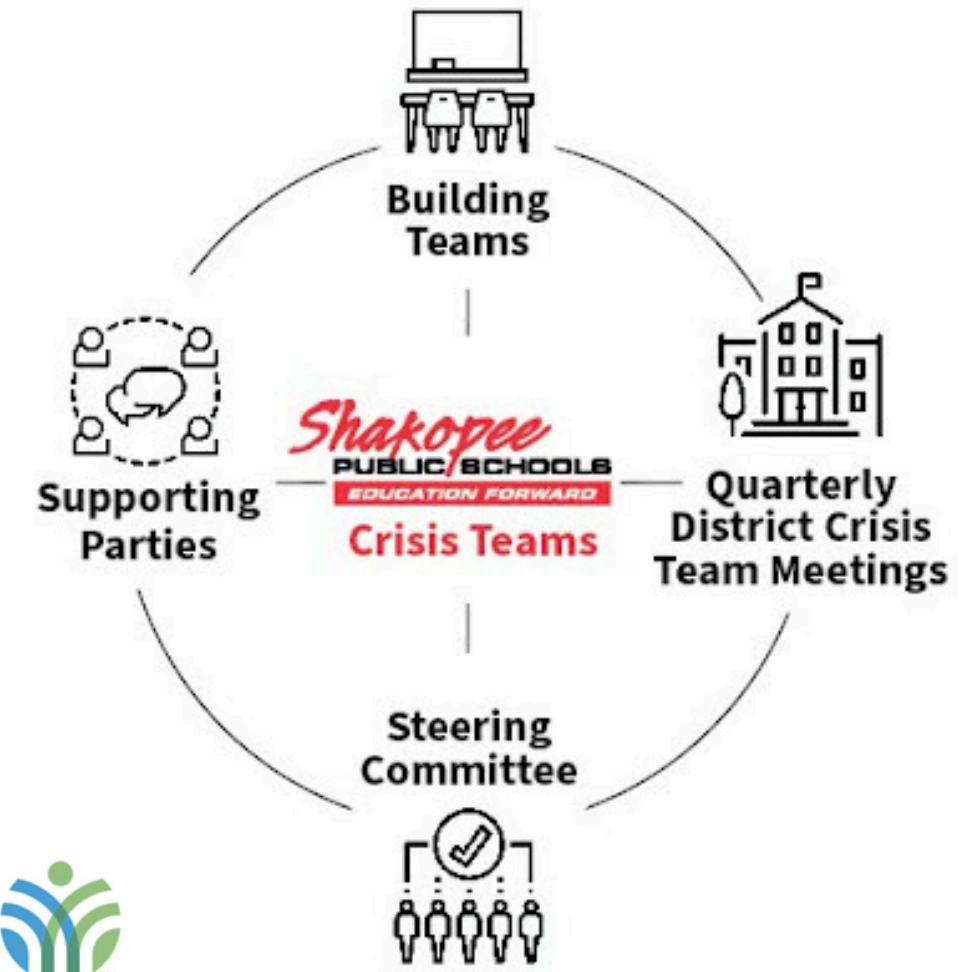 Building
Teams
Shakopee
PUBLIC SCHOOLS
EDUCATION FORWARD
Crisis Teams
Supporting
Parties
Quarterly
District Crisis
Team Meetings
Steering
Committee